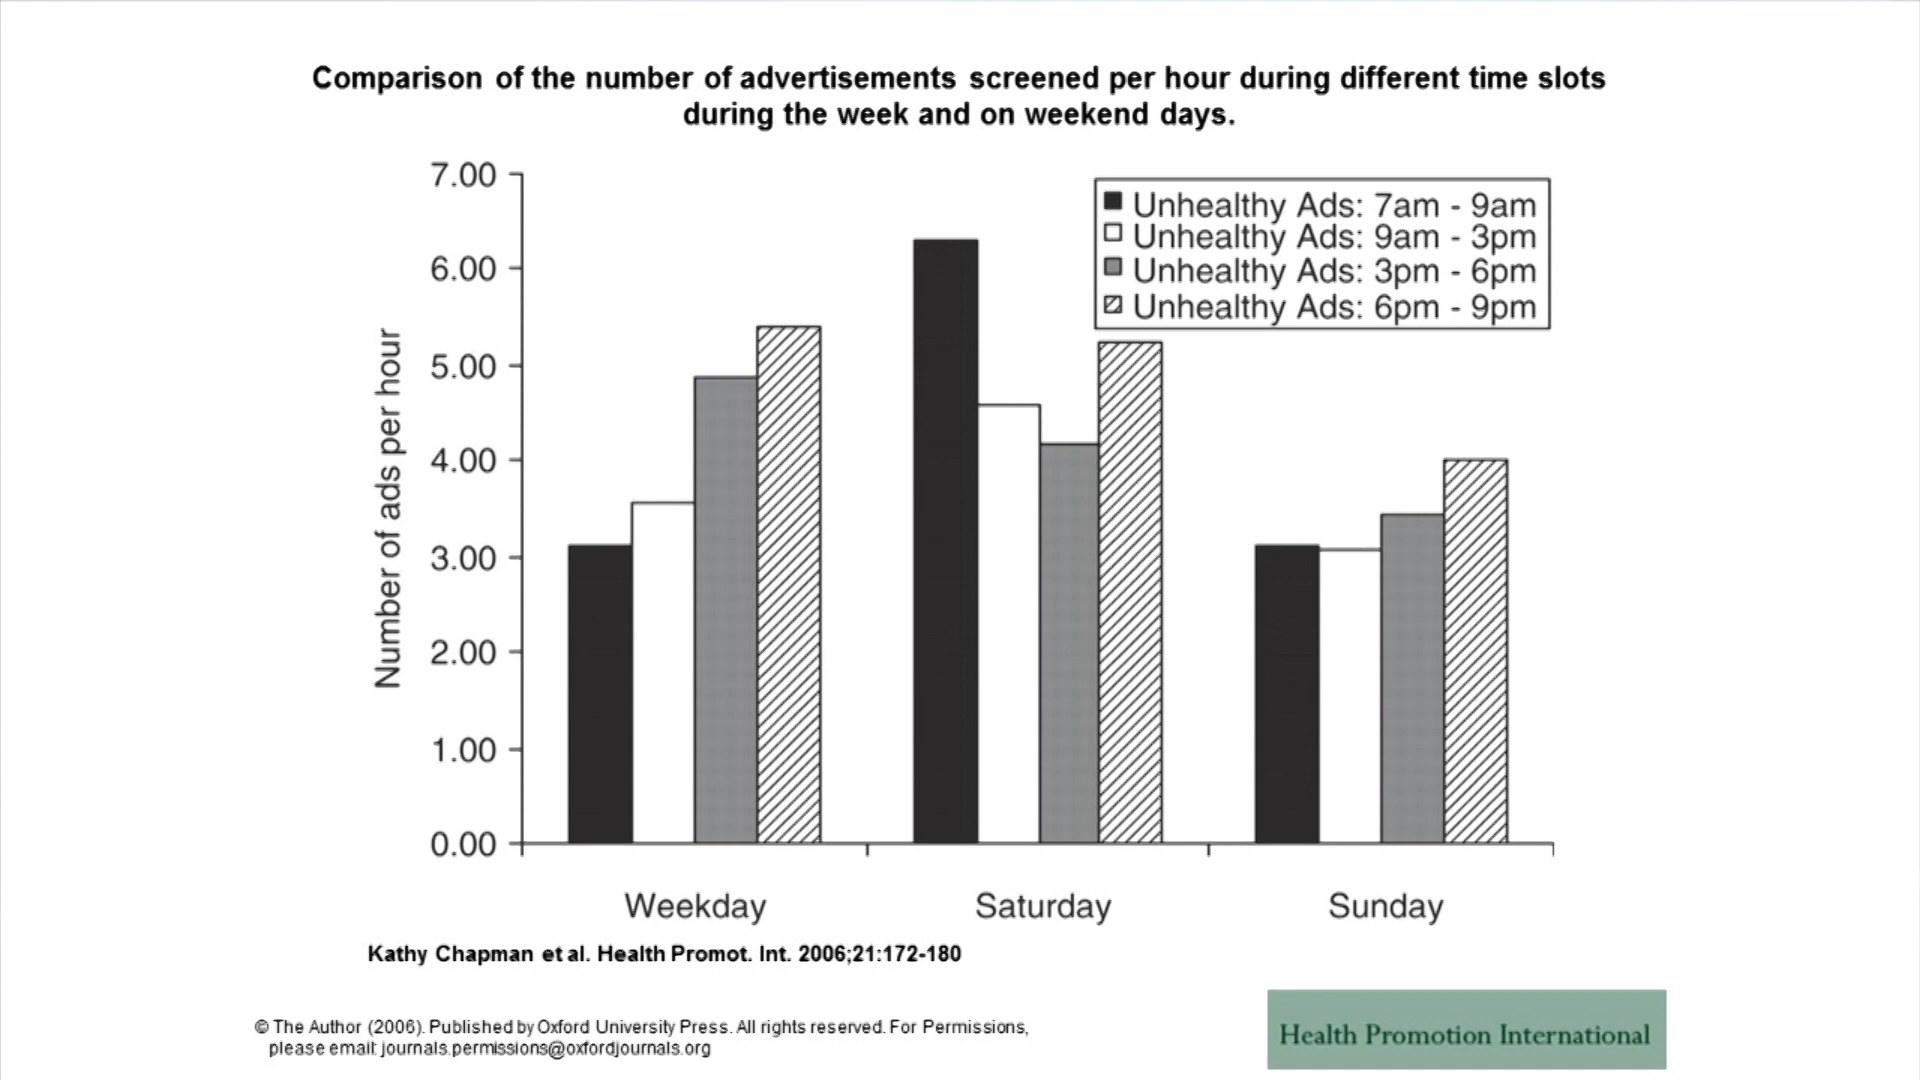 Comparison of the number of advertisements screened per hour during different time slots
during the week and on weekend days.
7.00
6.00
5.00
4.00
3.00
2.00
1.00
0.00
Number of ads per hour
Unhealthy Ads: 7am - 9am
Unhealthy Ads: 9am - 3pm
Unhealthy Ads: 3pm - 6pm
Unhealthy Ads: 6pm - 9pm
Weekday
Saturday
Sunday
Kathy Chapman et al. Health Promot. Int. 2006;21:172-180
© The Author (2006). Published by Oxford University Press. All rights reserved. For Permissions,
please email: journals.permissions@oxfordjournals.org
Health Promotion International